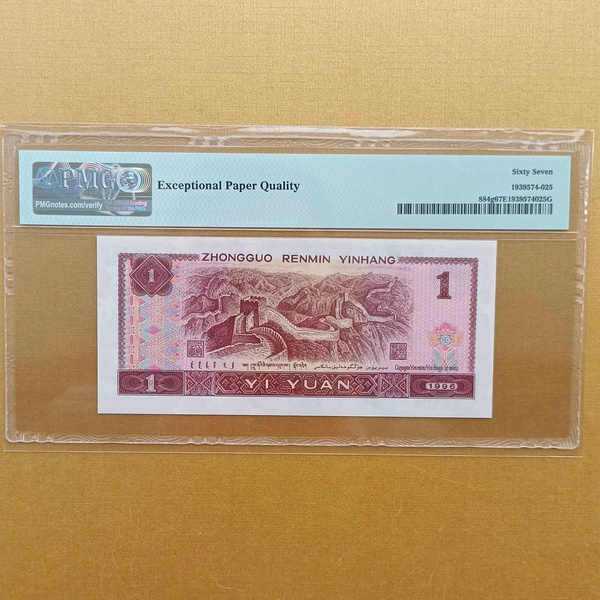 PMG
PMGnotes.com/verify
Exceptional Paper Quality
Sixty Seven
1939574-025
884g67E1939574025G
ZHONGGUO RENMIN YINHANG
1
1
YI YUAN
1
1996